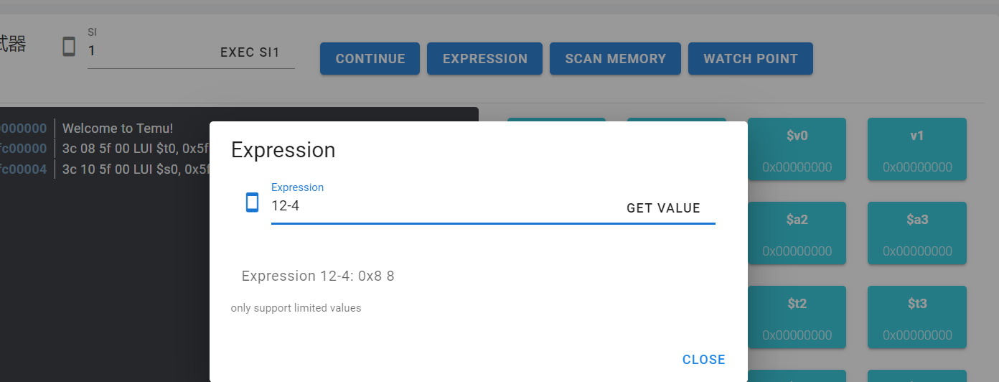 试器
SI
1
EXEC SI1
CONTINUE
EXPRESSION
SCAN MEMORY
WATCH POINT
Welcome to Temu!
3c 08 5f 00 LUI $t0, 0x5f
3c 10 5f 00 LUI $s0, 0x5f
0000000
fc00000
fc00004
$v0
0x00000000
v1
0x00000000
$a2
0x00000000
$a3
0x00000000
$t2
0x00000000
$t3
0x00000000
Expression
Expression
12-4
GET VALUE
Expression 12-4: 0x8 8
only support limited values
CLOSE